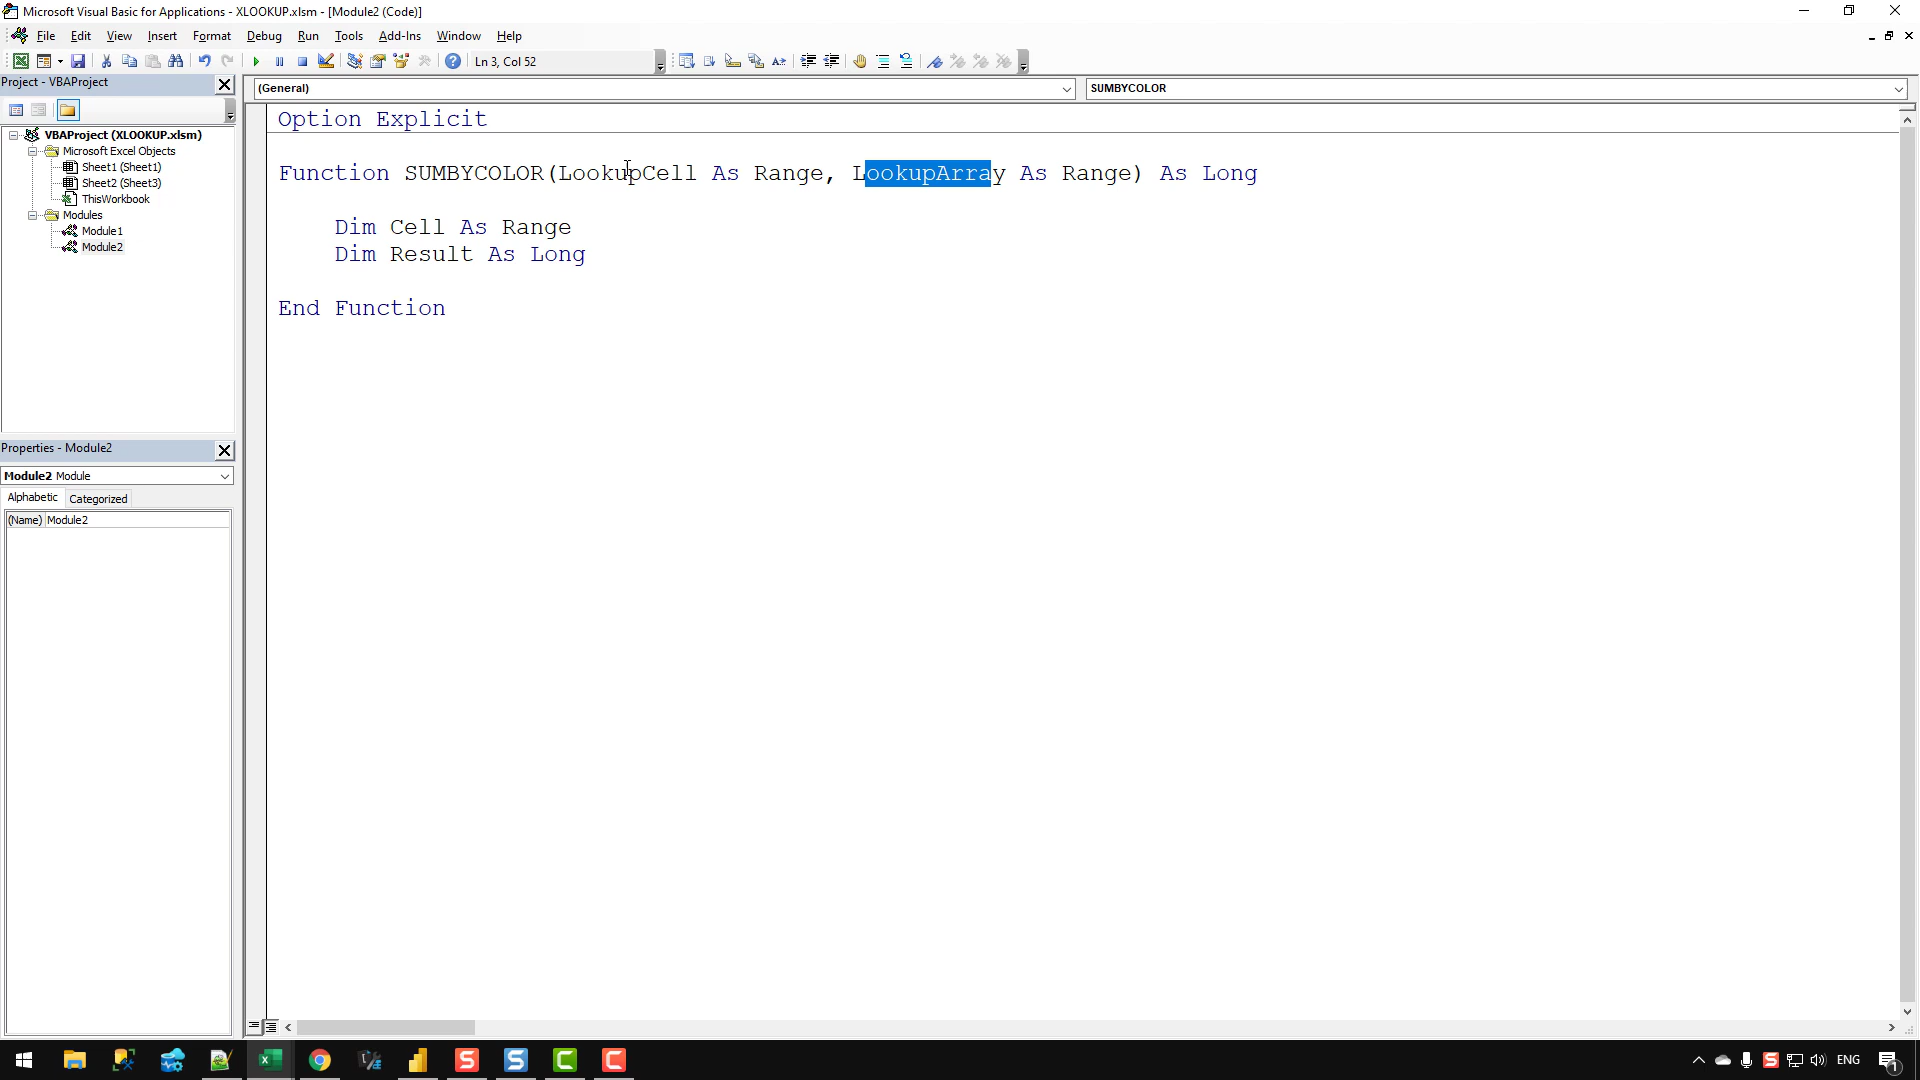 Microsoft Visual Basic for Applications - XLOOKUP.xlsm - [Module2 (Code)]
File Edit View Insert Format Debug Run Tools Add-Ins Window Help
Ln 3, Col 52
Project - VBAProject
(General)
SUMBYCOLOR
VBAProject (XLOOKUP.xlsm)
Microsoft Excel Objects
Sheet1 (Sheet1)
Sheet2 (Sheet3)
ThisWorkbook
Modules
Module1
Module2
Option Explicit
Function SUMBYCOLOR(LookupCell As Range, LookupArray As Range) As Long
Dim Cell As Range
Dim Result As Long
End Function
Properties - Module2
Module2 Module
Alphabetic Categorized
(Name) Module2
ENG